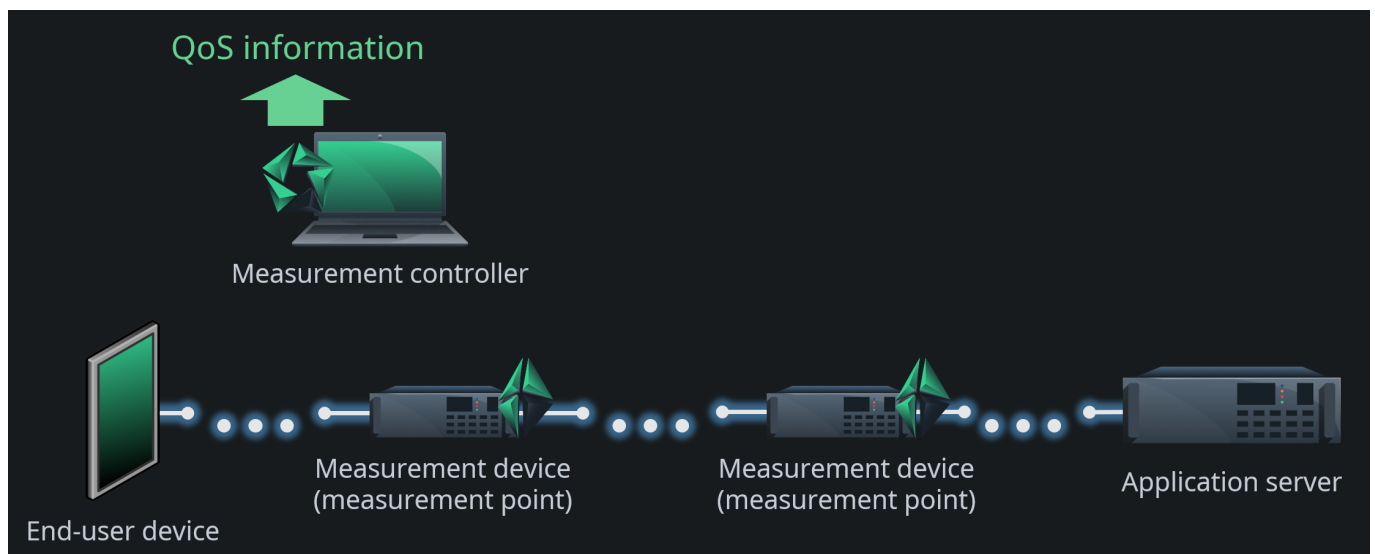 QoS information
Measurement controller
Measurement device
(measurement point)
Measurement device
(measurement point)
Application server
End-user device